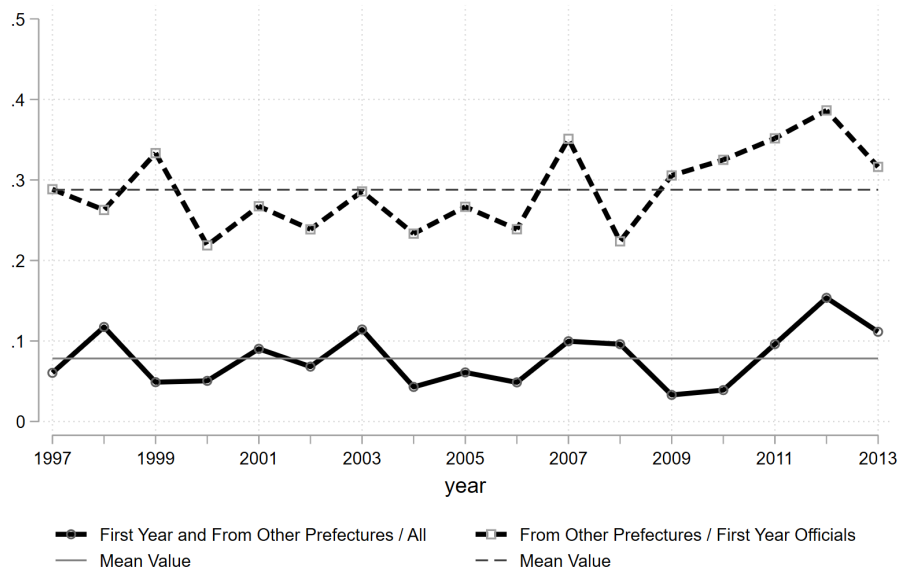 .5
.4
.3
.2
.1
0
1997 1999 2001 2003 2005 2007 2009 2011 2013
year
First Year and From Other Prefectures / All From Other Prefectures / First Year Officials
Mean Value Mean Value